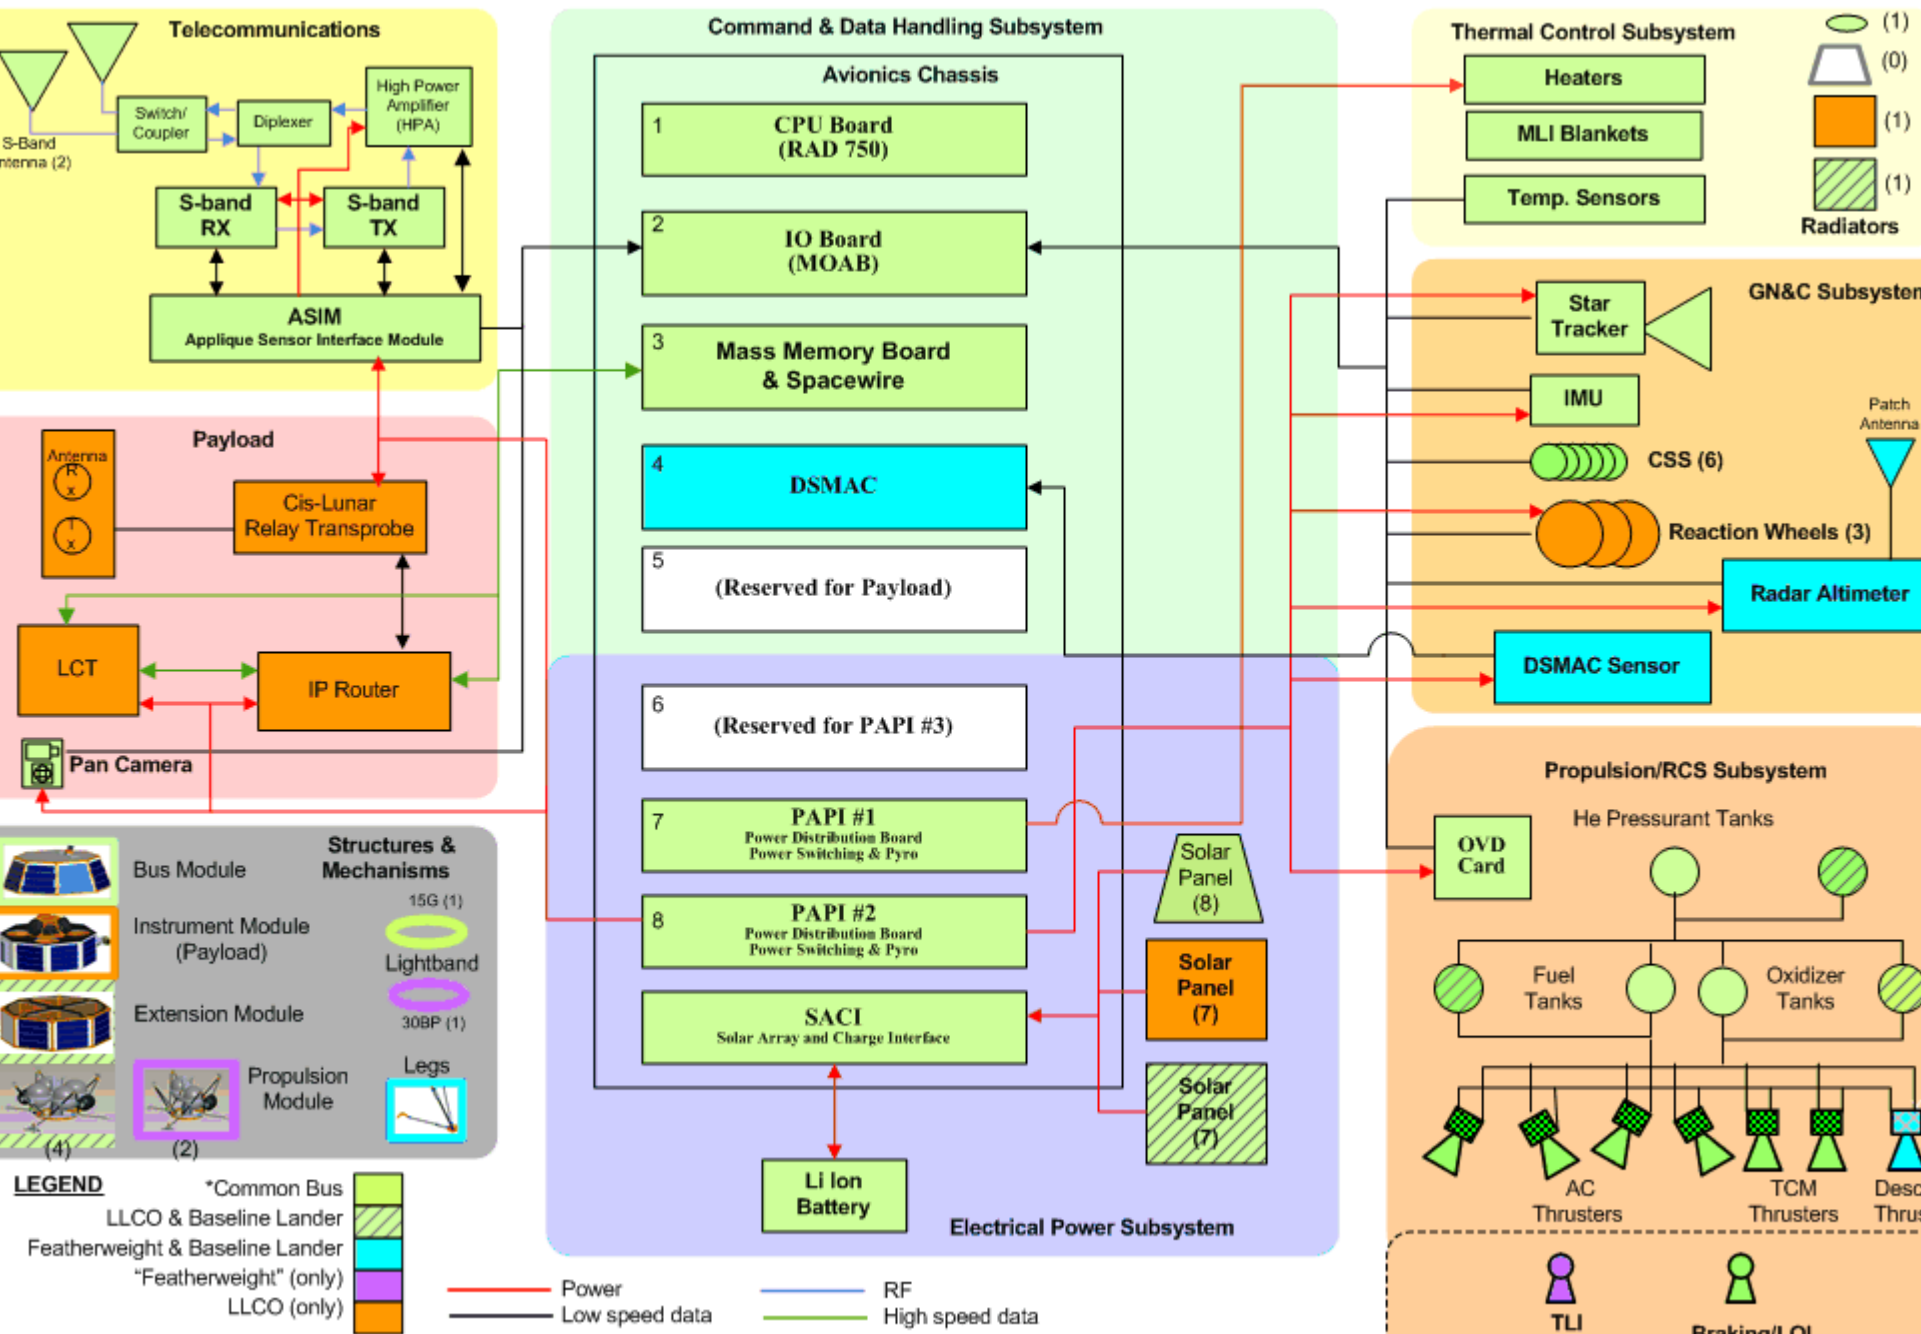 Telecommunications
High Power
Amplifier
(HPA)
Switch/
Coupler
Diplexer
S-Band
(2)
S-band
RX
S-band
TX
ASIM
Applique Sensor Interface Module
Payload
Antenna
R
x
T
x
Cis-Lunar
Relay Transprobe
LCT
IP Router
Pan Camera
Structures &
Mechanisms
Bus Module
15G (1)
Instrument Module
(Payload)
Lightband
Extension Module
30BP (1)
Legs
Propulsion
Module
(4)
(2)
LEGEND
*Common Bus
LLCO & Baseline Lander
Featherweight & Baseline Lander
"Featherweight" (only)
LLCO (only)
Power
Low speed data
RF
High speed data
Command & Data Handling Subsystem
Avionics Chassis
1
CPU Board
(RAD 750)
2
IO Board
(MOAB)
3
Mass Memory Board
& Spacewire
4
DSMAC
5
(Reserved for Payload)
6
(Reserved for PAPI #3)
7
PAPI #1
Power Distribution Board
Power Switching & Pyro
8
PAPI #2
Power Distribution Board
Power Switching & Pyro
SACI
Solar Array and Charge Interface
Solar
Panel
(8)
Solar
Panel
(7)
Solar
Panel
(7)
Li Ion
Battery
Electrical Power Subsystem
Thermal Control Subsystem
Heaters
MLI Blankets
Temp. Sensors
(1)
(0)
(1)
(1)
Radiators
GN&C
Star
Tracker
IMU
Patch
Antenna
CSS (6)
Reaction Wheels (3)
Radar Altimeter
DSMAC Sensor
Propulsion/RCS Subsystem
He Pressurant Tanks
OVD
Card
Fuel
Tanks
Oxidizer
Tanks
AC
Thrusters
TCM
Thrusters
TLI
Braking/LOI